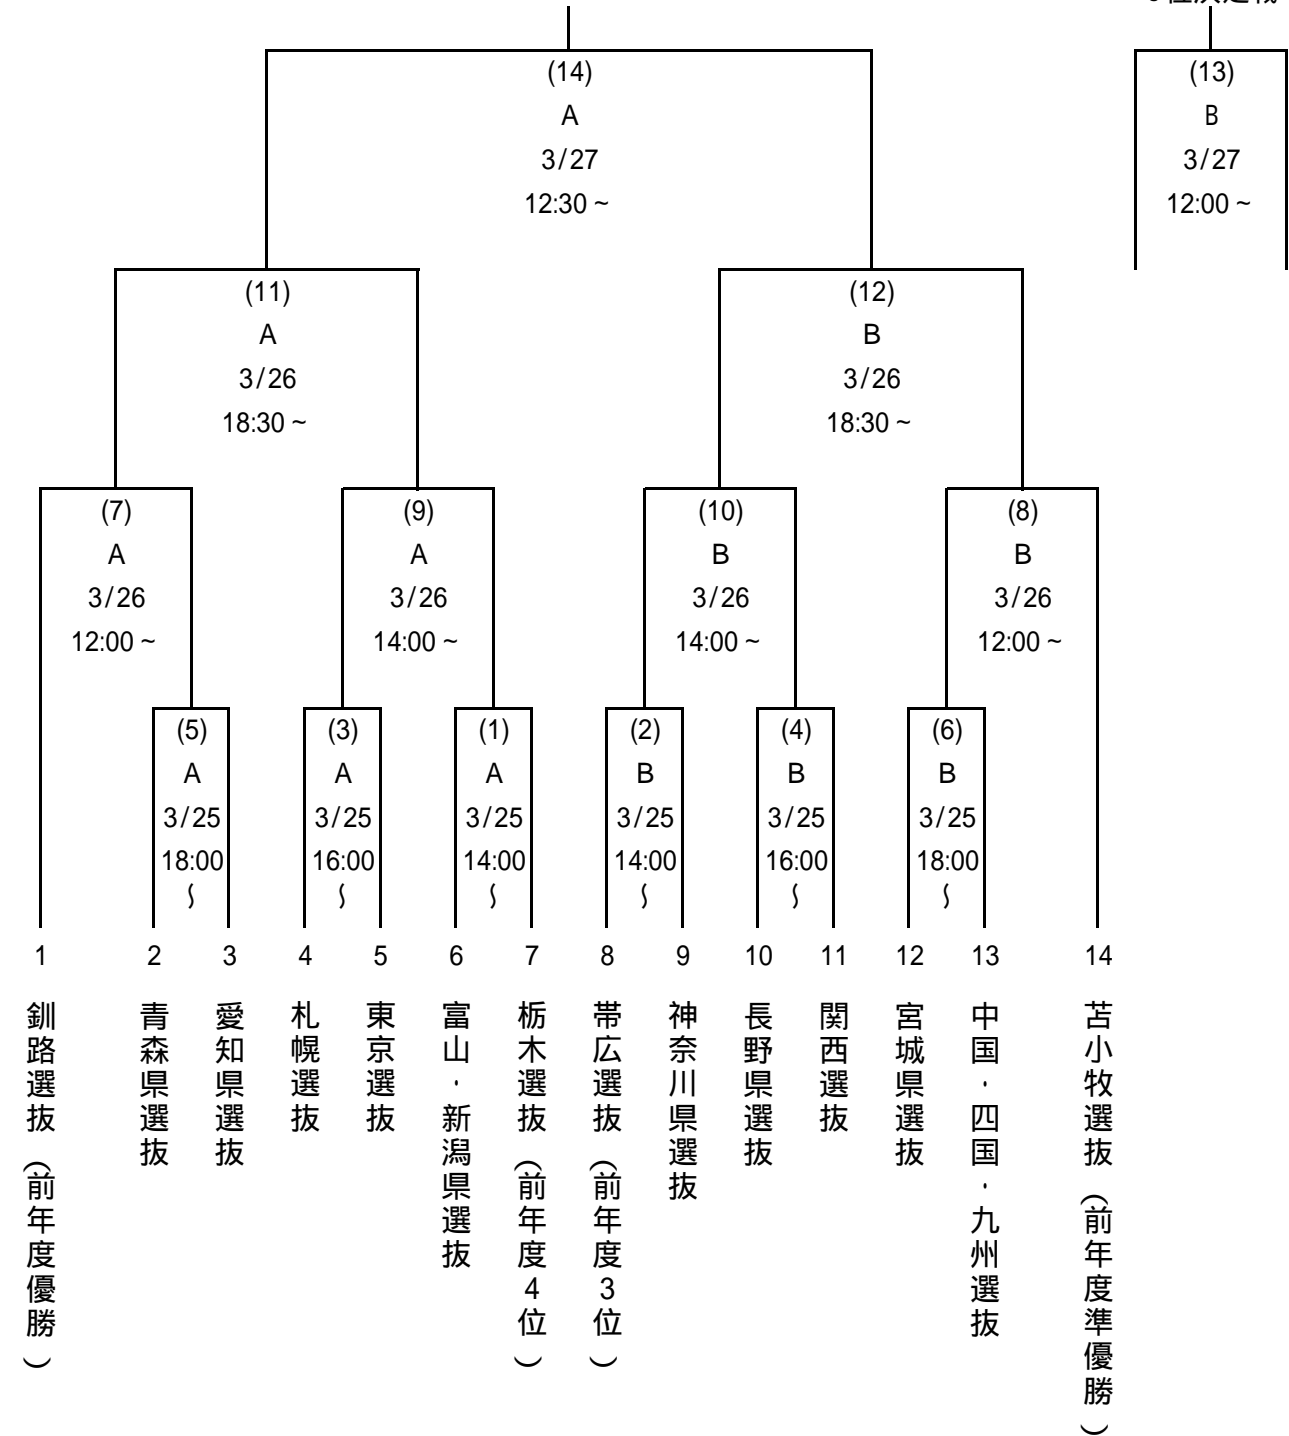 (14)
A
3/27
12:30 ~
(13)
B
3/27
12:00 ~
(11)
A
3/26
18:30 ~
(12)
B
3/26
18:30 ~
(7)
A
3/26
12:00 ~
(9)
A
3/26
14:00 ~
(10)
B
3/26
14:00 ~
(8)
B
3/26
12:00 ~
(5)
A
3/25
18:00
~
(3)
A
3/25
16:00
~
(1)
A
3/25
14:00
~
(2)
B
3/25
14:00
~
(4)
B
3/25
16:00
~
(6)
B
3/25
18:00
~
1
釧路選抜(前年度優勝)
2
青森県選抜
3
愛知県選抜
4
札幌選抜
5
東京選抜
6
富山・新潟県選抜
7
栃木選抜(前年度4位)
8
帯広選抜(前年度3位)
9
神奈川県選抜
10
長野県選抜
11
関西選抜
12
宮城県選抜
13
中国・四国・九州選抜
14
苫小牧選抜(前年度準優勝)